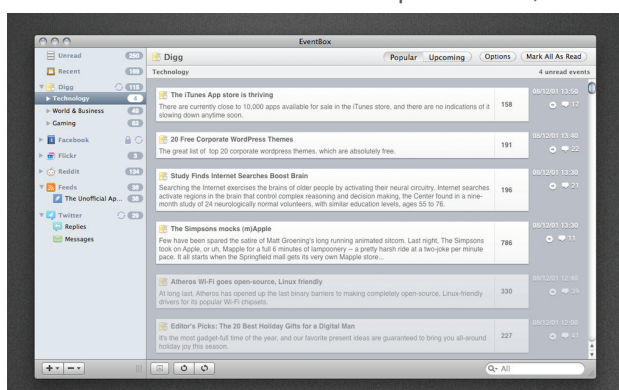 EventBox
Unread 250
Recent 199
Digg 115
Technology 4
World & Business 49
Gaming 62
Facebook
Flickr 3
Reddit 134
Feeds 38
The Unofficial Ap... 38
Twitter 29
Replies
Messages
Digg Popular Upcoming Options Mark All As Read
Technology 4 unread events
The iTunes App store is thriving
There are currently close to 10,000 apps available for sale in the iTunes store, and there are no indications of it
slowing down anytime soon.
158
08/12/01 13:50
12
20 Free Corporate WordPress Themes
The great list of top 20 corporate wordpress themes. which are absolutely free.
191
08/12/01 13:40
22
Study Finds Internet Searches Boost Brain
Searching the Internet exercises the brains of older people by activating their neural circuitry. Internet searches
activate regions in the brain that control complex reasoning and decision making, the Center found in a nine-
month study of 24 neurologically normal volunteers, with similar education levels, ages 55 to 76.
196
08/12/01 13:30
23
The Simpsons mocks (m)Apple
Few have been spared the satire of Matt Groening's long running animated sitcom. Last night, The Simpsons
took on Apple, or uh, Mapple for a full 6 minutes of lampoonery -- a pretty harsh ride at a two-joke per minute
pace. It all starts when the Springfield mall gets its very own Mapple store...
786
08/12/01 13:30
11
Atheros Wi-Fi goes open-source, Linux friendly
At long last, Atheros has opened up the last binary barriers to making completely open-source, Linux-friendly
drivers for its popular Wi-Fi chipsets.
330
08/12/01 12:40
39
Editor's Picks: The 20 Best Holiday Gifts for a Digital Man
It's the most gadget-full time of the year, and our favorite present ideas are guaranteed to bring you all-around
holiday joy this season.
227
08/12/01 12:00
All